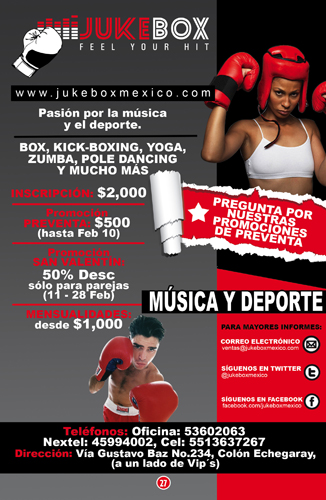 JUKEBOX
FEEL YOUR HIT
www.jukeboxmexico.com
Pasión por la música
y el deporte.
BOX, KICK-BOXING, YOGA,
ZUMBA, POLE DANCING
Y MUCHO MÁS
INSCRIPCIÓN: $2,000
Promoción
PREVENTA: $500
(hasta Feb 10)
Promoción
SAN VALENTIN:
50% Desc
sólo para parejas
(11 - 28 Feb)
MENSUALIDADES:
desde $1,000
PREGUNTA POR
NUESTRAS
PROMOCIONES
DE PREVENTA
MÚSICA Y DEPORTE
PARA MAYORES INFORMES:
CORREO ELECTRÓNICO
ventas@jukeboxmexico.com
SÍGUENOS EN TWITTER
@jukeboxmexico
SÍGUENOS EN FACEBOOK
facebook.com/jukeboxmexico
Teléfonos: Oficina: 53602063
Nextel: 45994002, Cel: 5513637267
Dirección: Vía Gustavo Baz No.234, Colón Echegaray,
(a un lado de Vip´s)
27